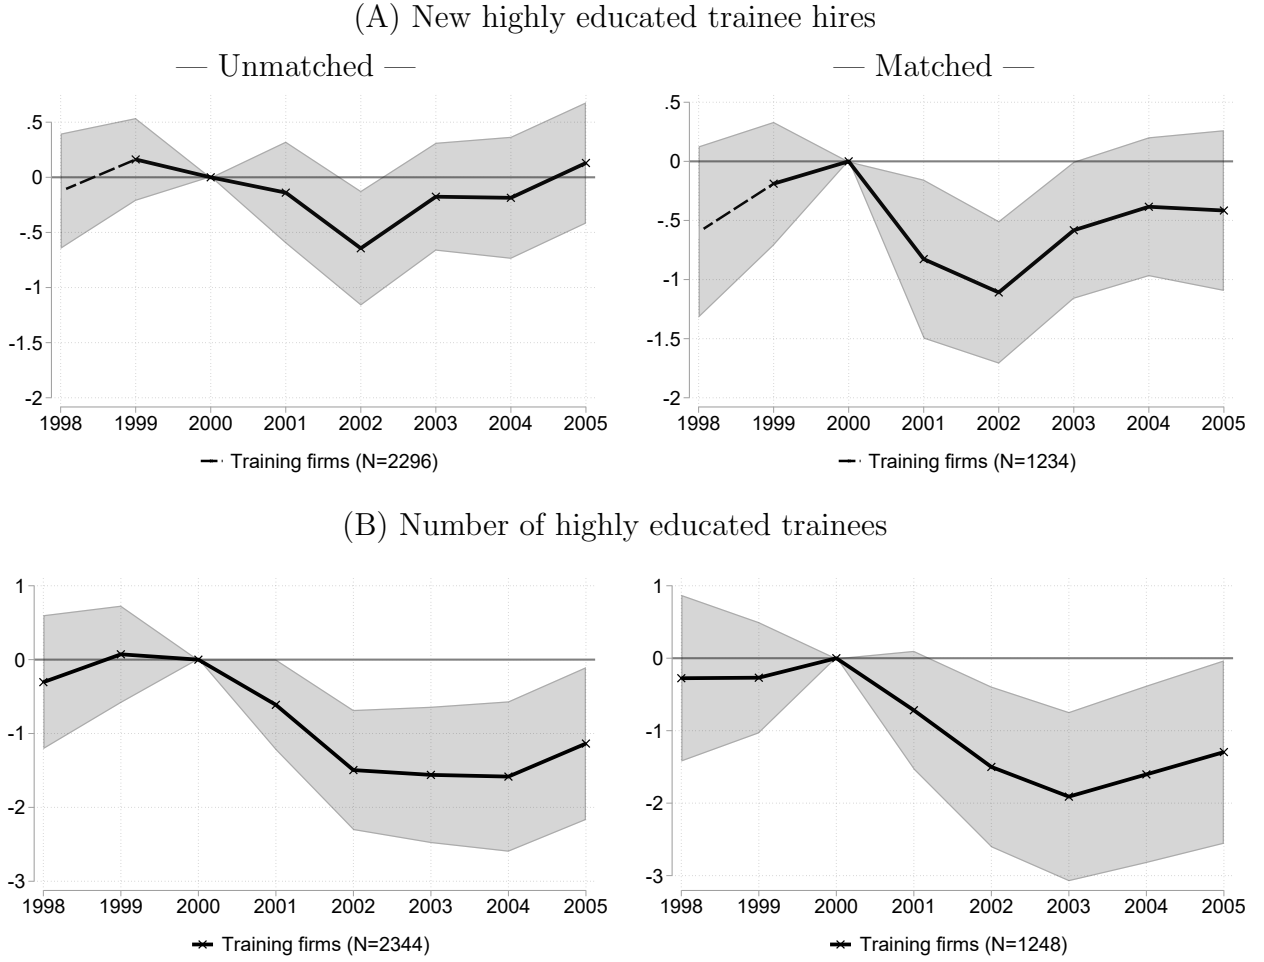 (A) New highly educated trainee hires
— Unmatched —
— Matched —
.5
0
-.5
-1
-1.5
-2
1998 1999 2000 2001 2002 2003 2004 2005
Training firms (N=2296)
.5
0
-.5
-1
-1.5
-2
1998 1999 2000 2001 2002 2003 2004 2005
Training firms (N=1234)
(B) Number of highly educated trainees
1
0
-1
-2
-3
1998 1999 2000 2001 2002 2003 2004 2005
Training firms (N=2344)
1
0
-1
-2
-3
1998 1999 2000 2001 2002 2003 2004 2005
Training firms (N=1248)